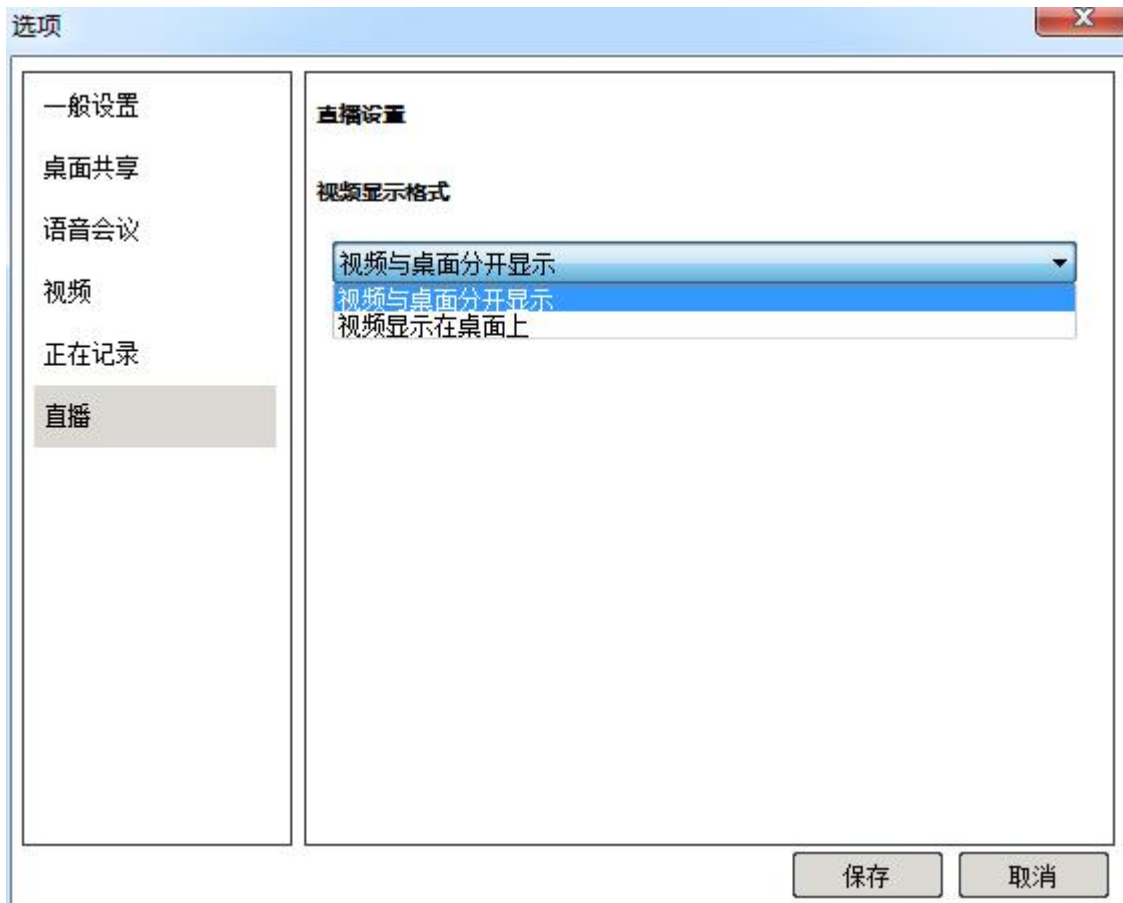 选项
一般设置
桌面共享
语音会议
视频
正在记录
直播
直播设置
视频显示格式
视频与桌面分开显示
视频与桌面分开显示
视频显示在桌面上
保存
取消